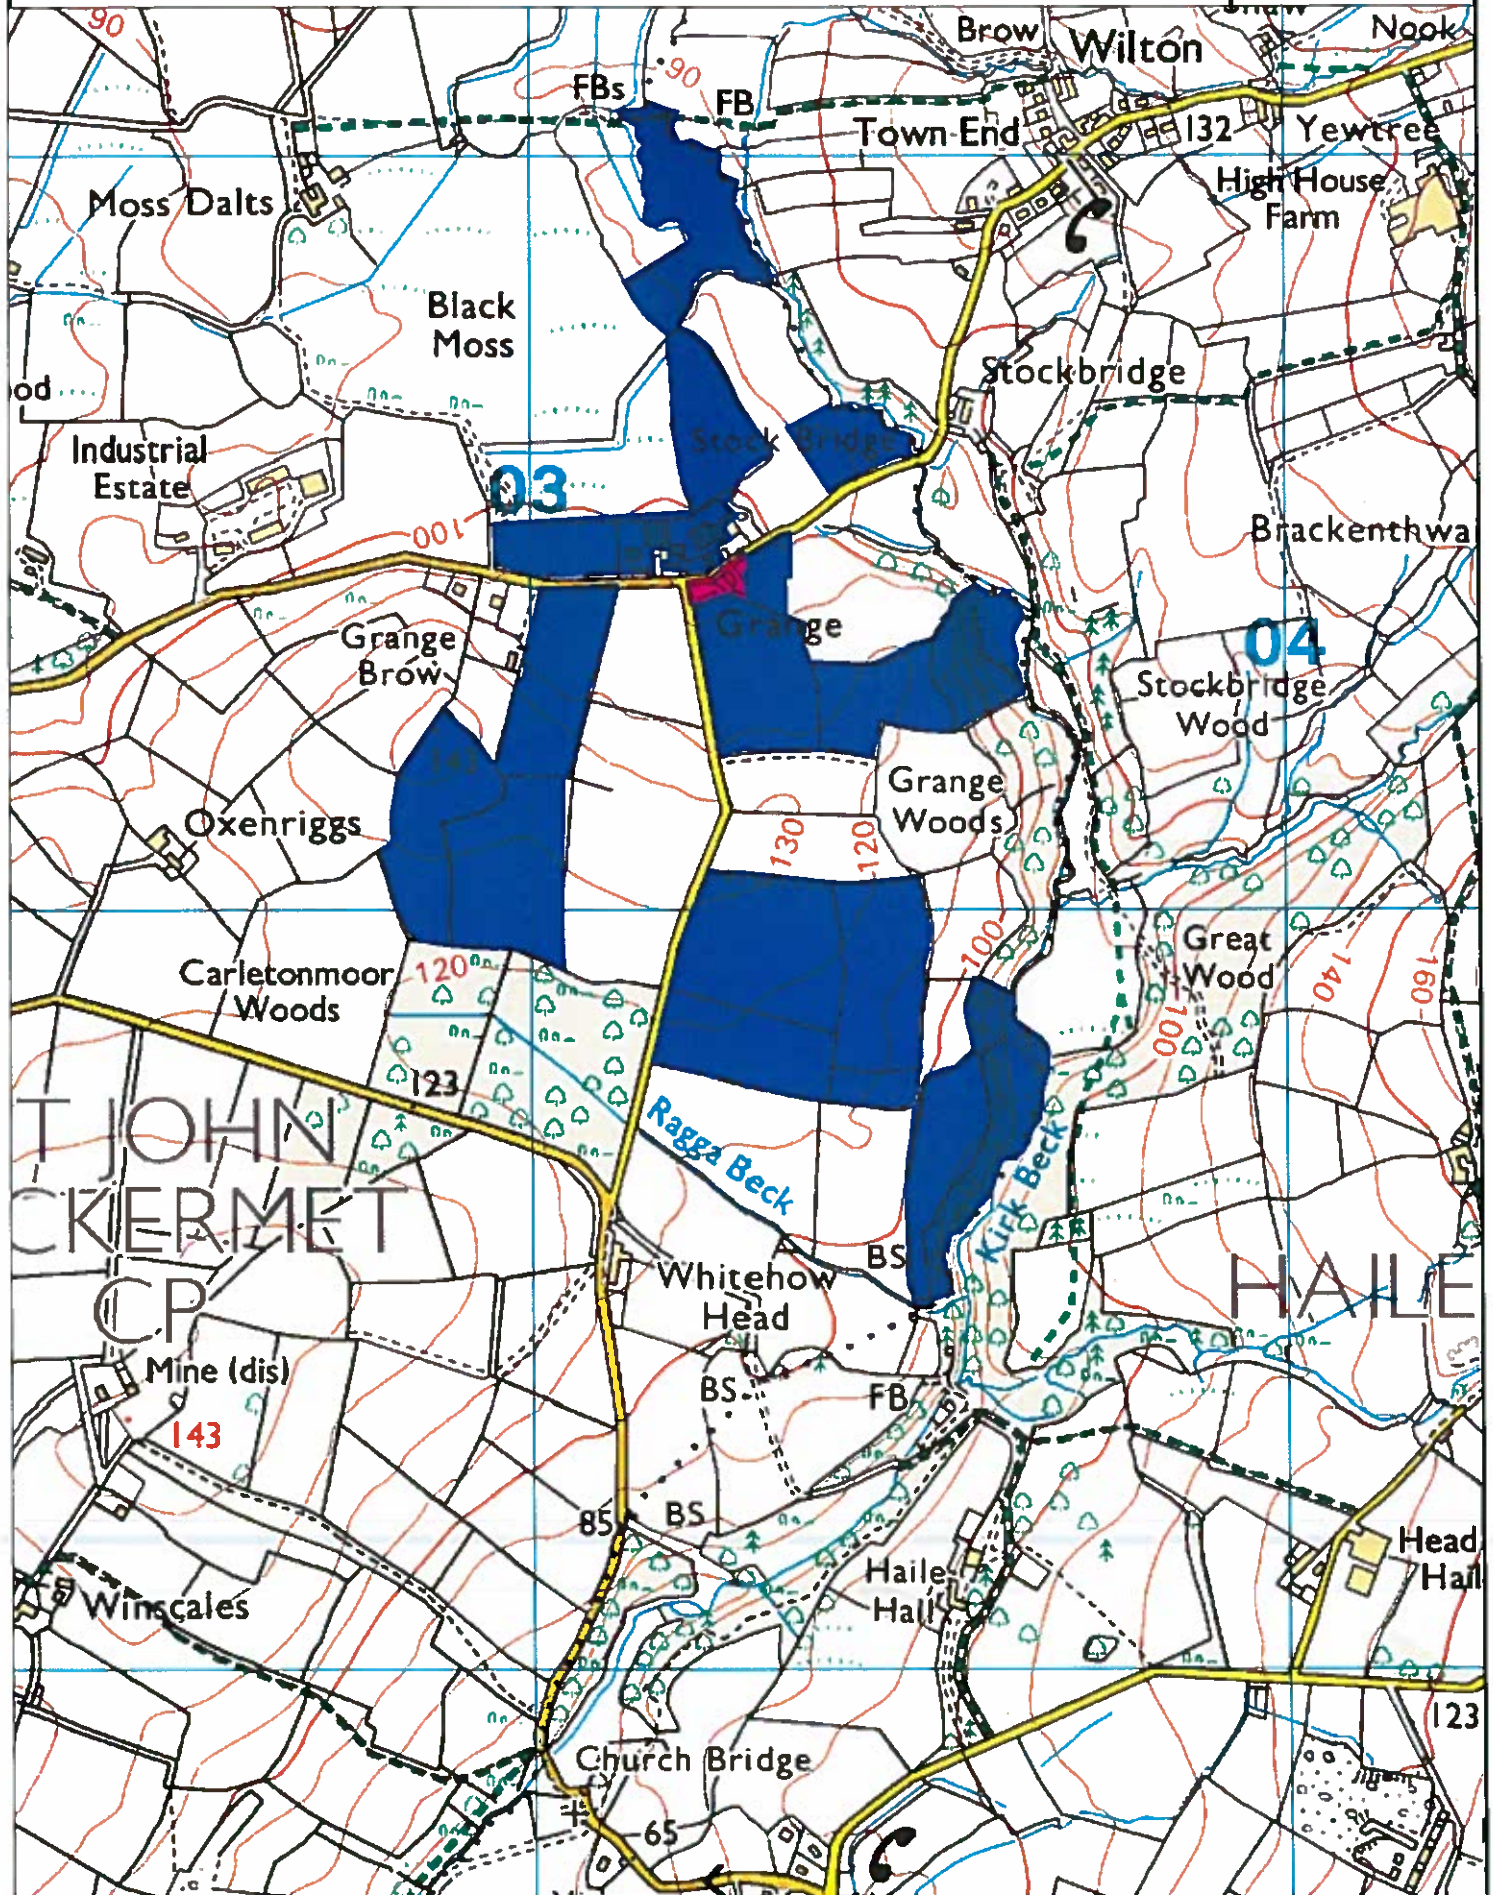 90
Brow
Wilton
Nook
FBs
90
FB
Town End
132
Yewtree
High House
Farm
Moss Dalts
Black
Moss
Stockbridge
ood
Stock Bridge
Industrial
Estate
03
100
Brackenthwa
Grange
04
Grange
Brow
Stockbridge
Wood
143
Grange
Woods
Oxenriggs
130
120
Great
Wood
100
Carletonmoor
Woods
120
140
160
100
123
T JOHN
Ragga Beck
CKERMET
Kirk Beck
BS
Whitehow
Head
HAILE
CP
Mine (dis)
BS
FB
143
BS
85
Head
Hail
Haile
Hall
Winscales
123
Church Bridge
65